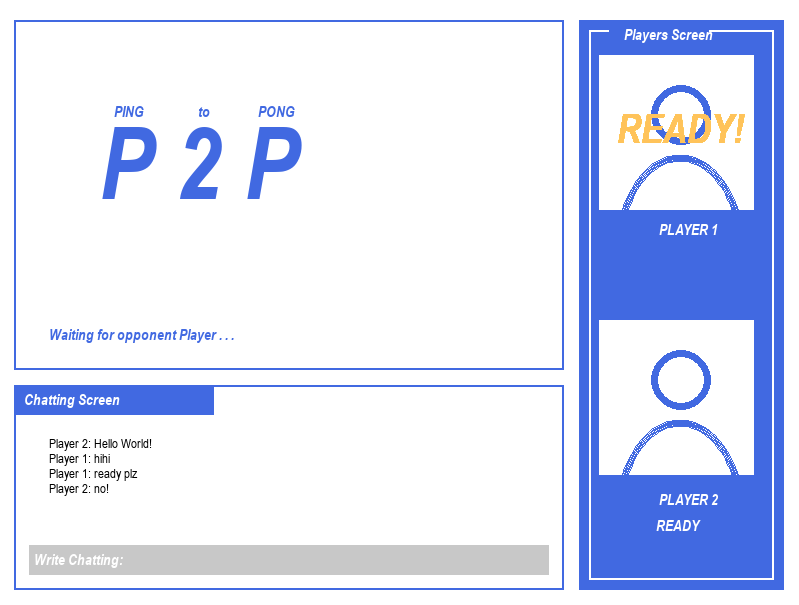 PING to PONG
P 2 P
Waiting for opponent Player . . .
Chatting Screen
Player 2: Hello World!
Player 1: hihi
Player 1: ready plz
Player 2: no!
Write Chatting:
Players Screen
READY!
PLAYER 1
PLAYER 2
READY